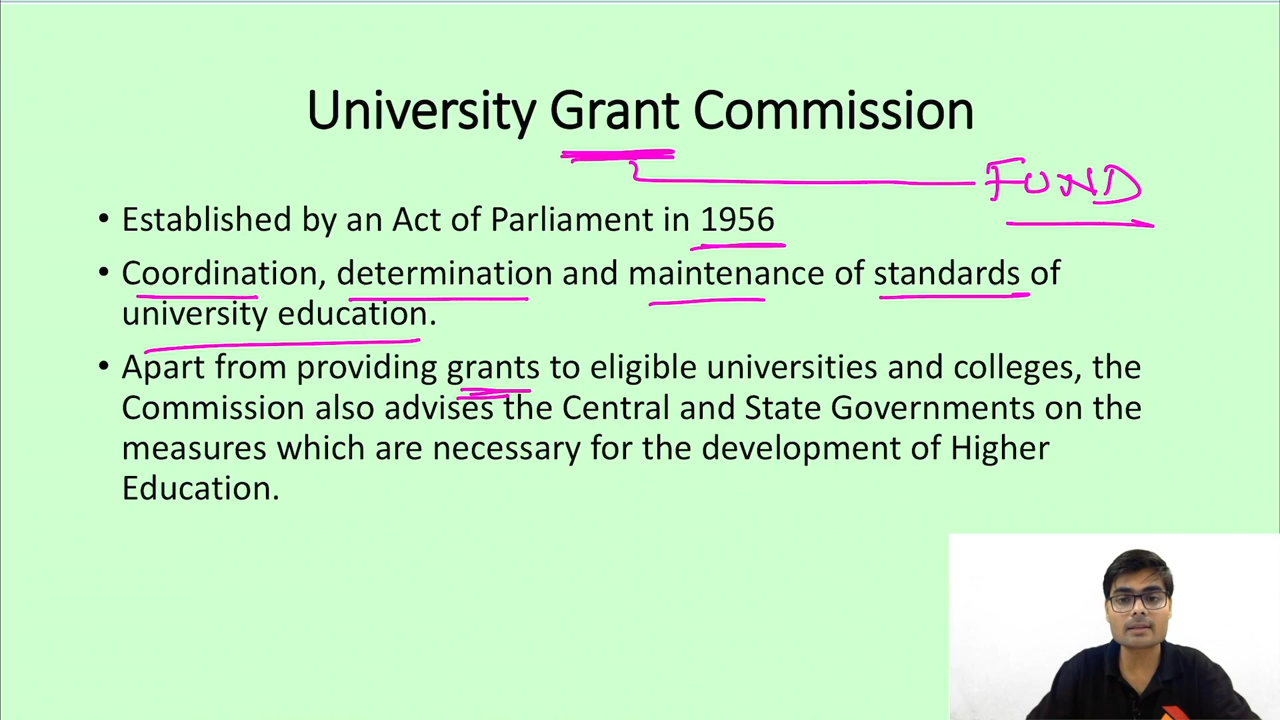 University Grant Commission
FUND
• Established by an Act of Parliament in 1956
• Coordination, determination and maintenance of standards of
university education.
• Apart from providing grants to eligible universities and colleges, the
Commission also advises the Central and State Governments on the
measures which are necessary for the development of Higher
Education.